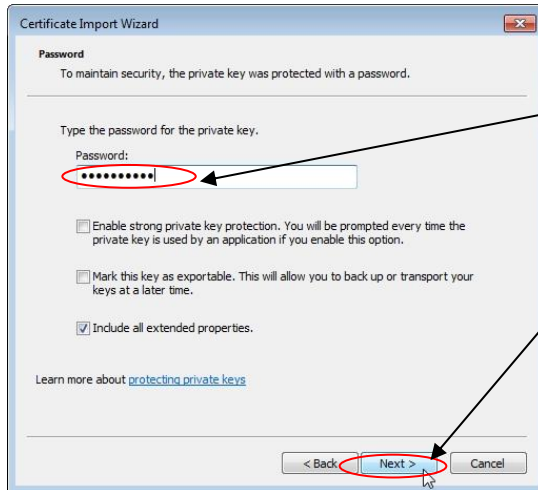 Certificate Import Wizard
Password
To maintain security, the private key was protected with a password.
Type the password for the private key.
Password:
••••••••••
Enable strong private key protection. You will be prompted every time the
private key is used by an application if you enable this option.
Mark this key as exportable. This will allow you to back up or transport your
keys at a later time.
Include all extended properties.
Learn more about protecting private keys
< Back
Next >
Cancel